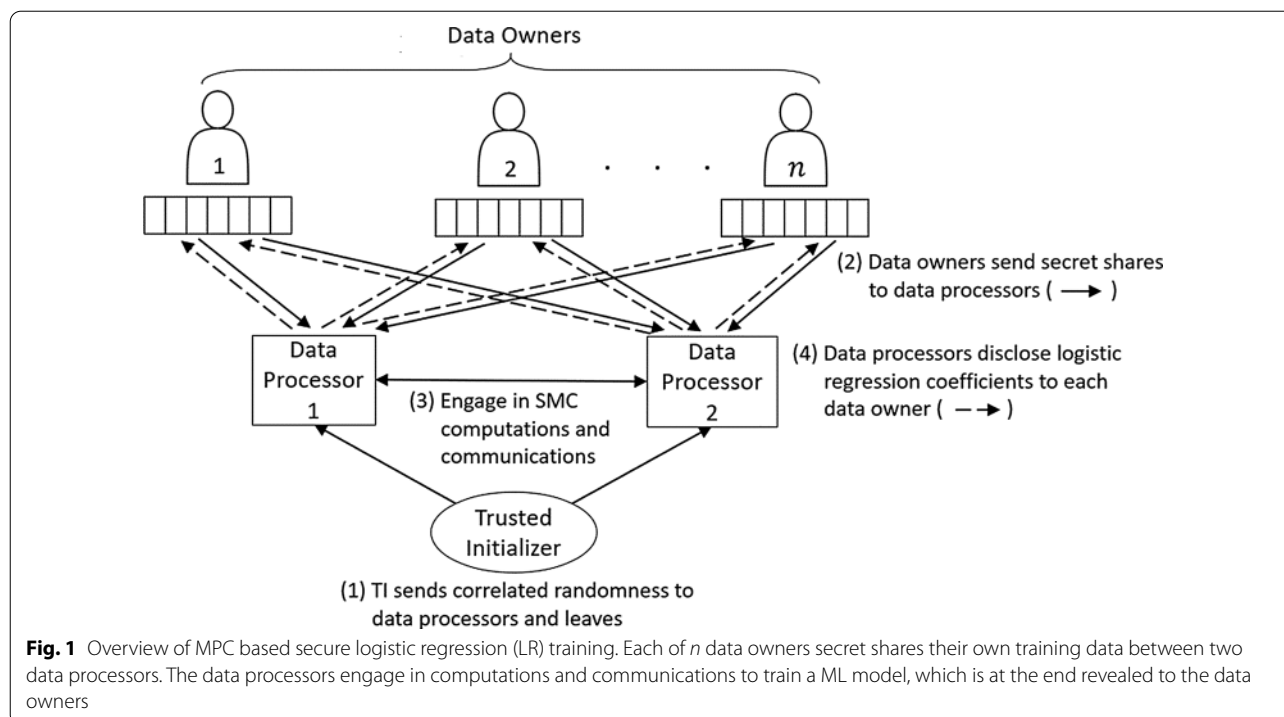 Data Owners
1
2
. . .
n
(2) Data owners send secret shares
to data processors ( → )
Data
Processor
1
Data
Processor
2
(4) Data processors disclose logistic
regression coefficients to each
data owner ( -→ )
(3) Engage in SMC
computations and
communications
Trusted
Initializer
(1) TI sends correlated randomness to
data processors and leaves
Fig. 1 Overview of MPC based secure logistic regression (LR) training. Each of n data owners secret shares their own training data between two
data processors. The data processors engage in computations and communications to train a ML model, which is at the end revealed to the data
owners